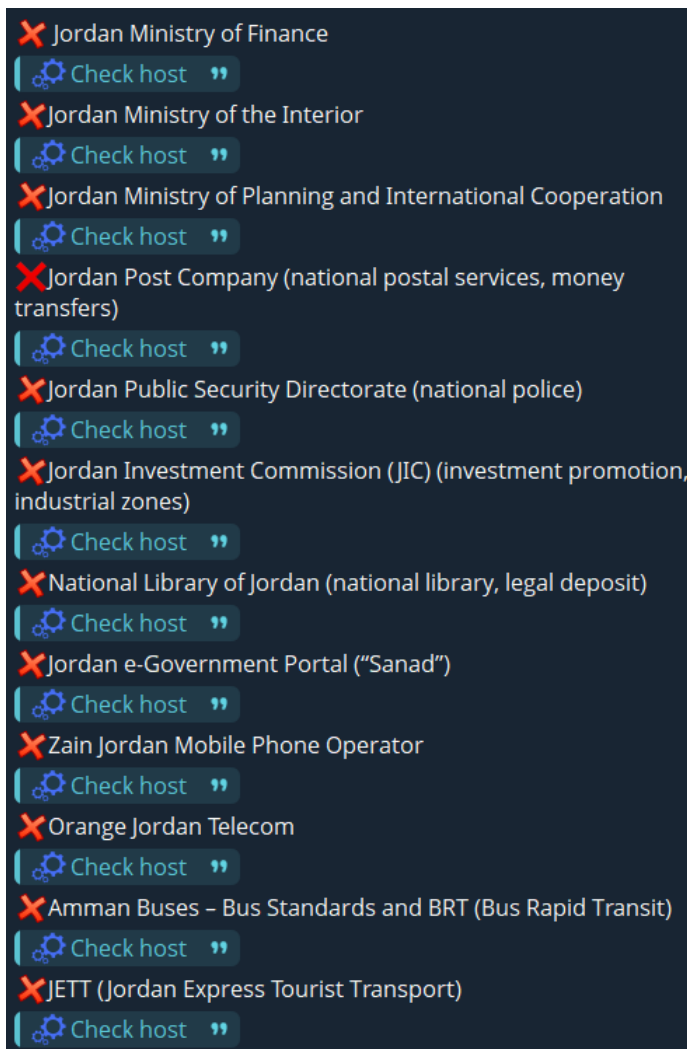 Jordan Ministry of Finance
Check host
Jordan Ministry of the Interior
Check host
Jordan Ministry of Planning and International Cooperation
Check host
Jordan Post Company (national postal services, money
transfers)
Check host
Jordan Public Security Directorate (national police)
Check host
Jordan Investment Commission (JIC) (investment promotion,
industrial zones)
Check host
National Library of Jordan (national library, legal deposit)
Check host
Jordan e-Government Portal (“Sanad”)
Check host
Zain Jordan Mobile Phone Operator
Check host
Orange Jordan Telecom
Check host
Amman Buses – Bus Standards and BRT (Bus Rapid Transit)
Check host
JETT (Jordan Express Tourist Transport)
Check host